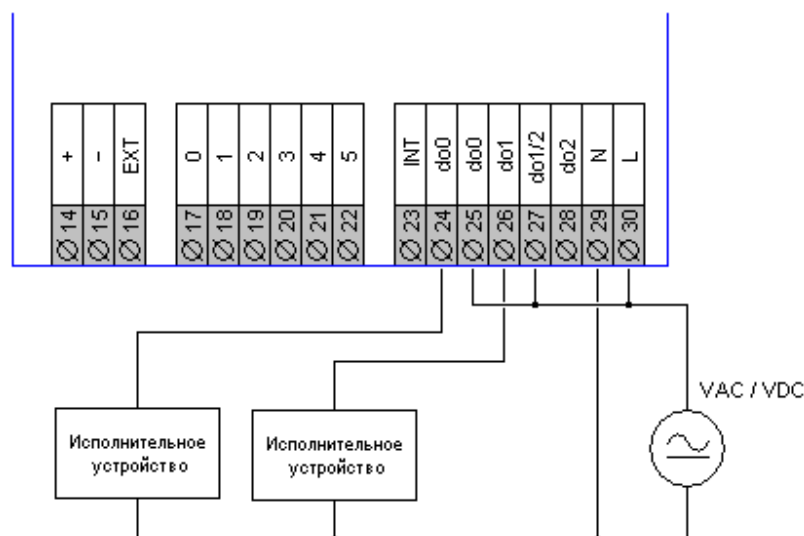 + - EXT 0 1 2 3 4 5 INT do0 do0 do1 do1/2 do2 N L
Ø 14 Ø 15 Ø 16 Ø 17 Ø 18 Ø 19 Ø 20 Ø 21 Ø 22 Ø 23 Ø 24 Ø 25 Ø 26 Ø 27 Ø 28 Ø 29 Ø 30
VAC / VDC
Исполнительное
устройство
Исполнительное
устройство